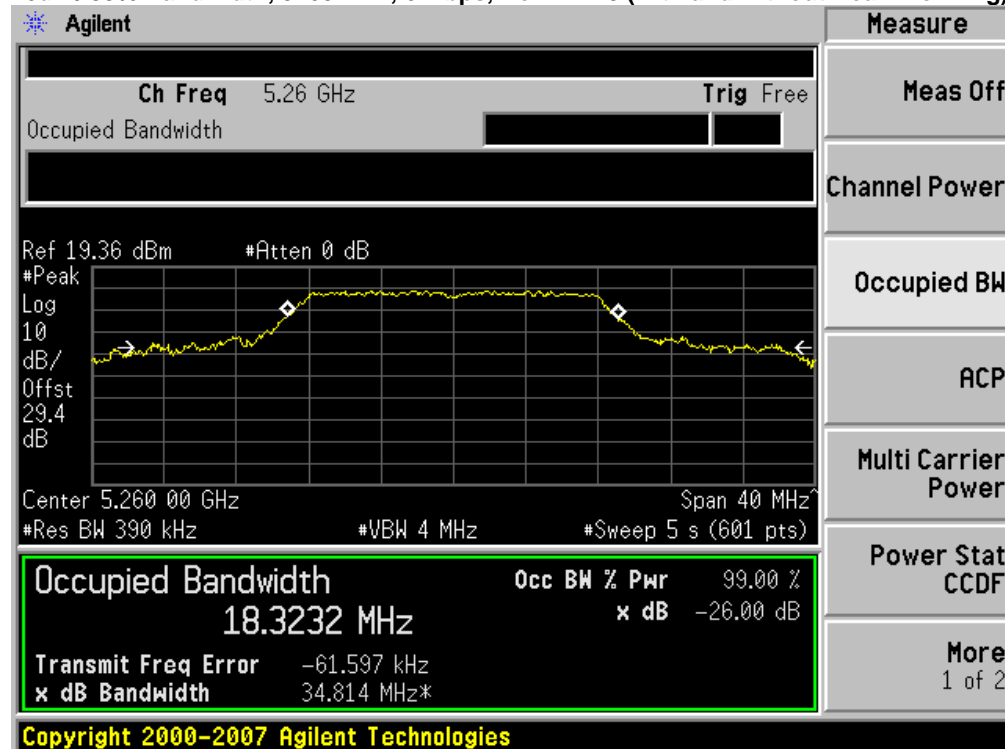 Agilent
Measure
Ch Freq 5.26 GHz Trig Free
Occupied Bandwidth
Meas Off
Channel Power
Occupied BW
ACP
Multi Carrier
Power
Power Stat
CCDF
More
1 of 2
Ref 19.36 dBm #Atten 0 dB
#Peak
Log
10
dB/
Offst
29.4
dB
Center 5.260 00 GHz Span 40 MHz^
#Res BW 390 kHz #VBW 4 MHz #Sweep 5 s (601 pts)
Occupied Bandwidth
18.3232 MHz
Occ BW % Pwr 99.00 %
x dB -26.00 dB
Transmit Freq Error -61.597 kHz
x dB Bandwidth 34.814 MHz*
Copyright 2000-2007 Agilent Technologies